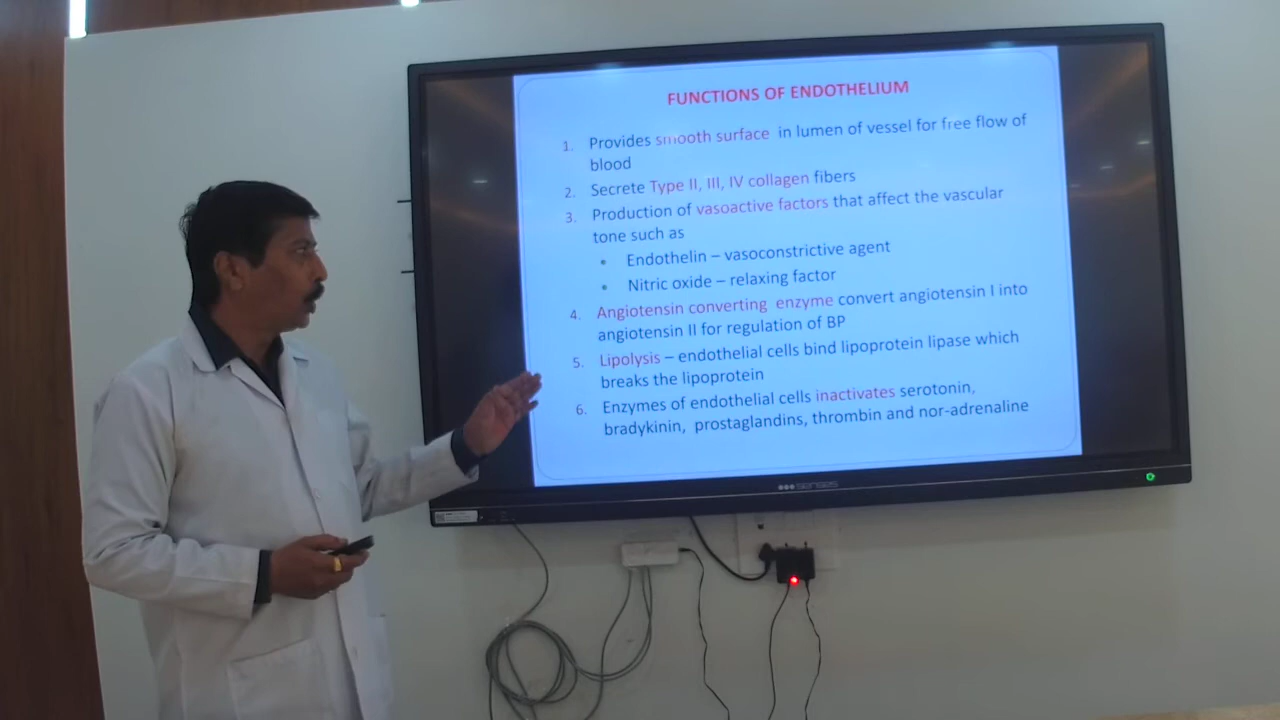 FUNCTIONS OF ENDOTHELIUM
1. Provides smooth surface in lumen of vessel for free flow of
blood
2. Secrete Type II, III, IV collagen fibers
3. Production of vasoactive factors that affect the vascular
tone such as
• Endothelin – vasoconstrictive agent
• Nitric oxide – relaxing factor
4. Angiotensin converting enzyme convert angiotensin I into
angiotensin II for regulation of BP
5. Lipolysis – endothelial cells bind lipoprotein lipase which
breaks the lipoprotein
6. Enzymes of endothelial cells inactivates serotonin,
bradykinin, prostaglandins, thrombin and nor-adrenaline
senses